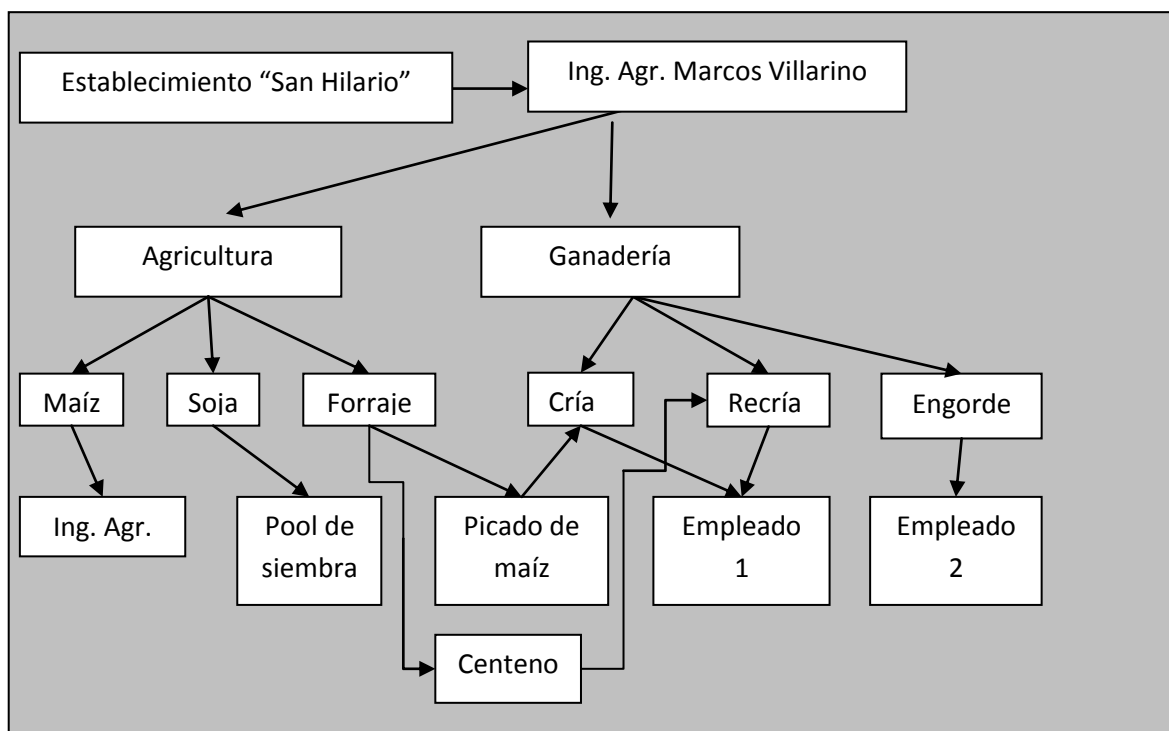 Establecimiento “San Hilario”
Ing. Agr. Marcos Villarino
Agricultura
Ganadería
Maíz
Soja
Forraje
Cría
Recría
Engorde
Ing. Agr.
Pool de
siembra
Picado de
maíz
Empleado
1
Empleado
2
Centeno